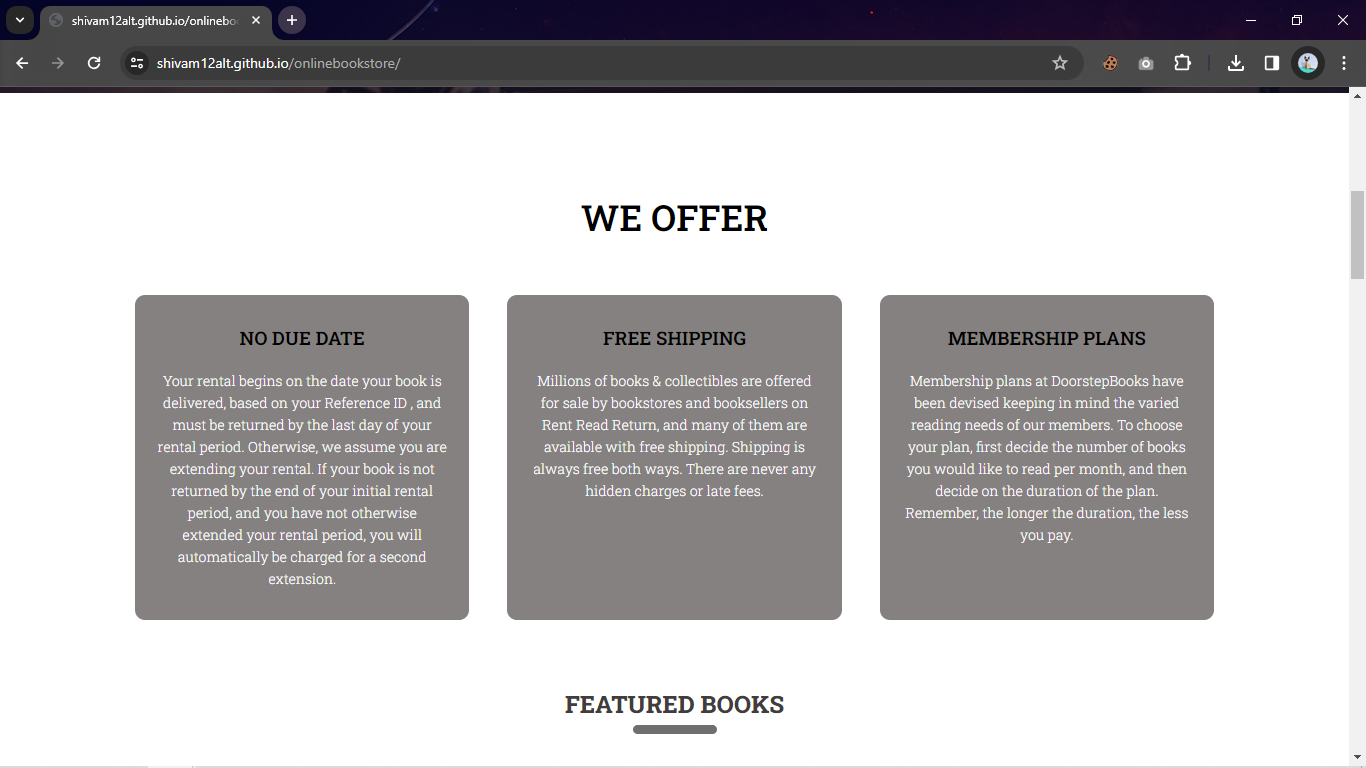 shivam12alt.github.io/onlinebo
shivam12alt.github.io/onlinebookstore/
WE OFFER
NO DUE DATE
Your rental begins on the date your book is
delivered, based on your Reference ID , and
must be returned by the last day of your
rental period. Otherwise, we assume you are
extending your rental. If your book is not
returned by the end of your initial rental
period, and you have not otherwise
extended your rental period, you will
automatically be charged for a second
extension.
FREE SHIPPING
Millions of books & collectibles are offered
for sale by bookstores and booksellers on
Rent Read Return, and many of them are
available with free shipping. Shipping is
always free both ways. There are never any
hidden charges or late fees.
MEMBERSHIP PLANS
Membership plans at DoorstepBooks have
been devised keeping in mind the varied
reading needs of our members. To choose
your plan, first decide the number of books
you would like to read per month, and then
decide on the duration of the plan.
Remember, the longer the duration, the less
you pay.
FEATURED BOOKS